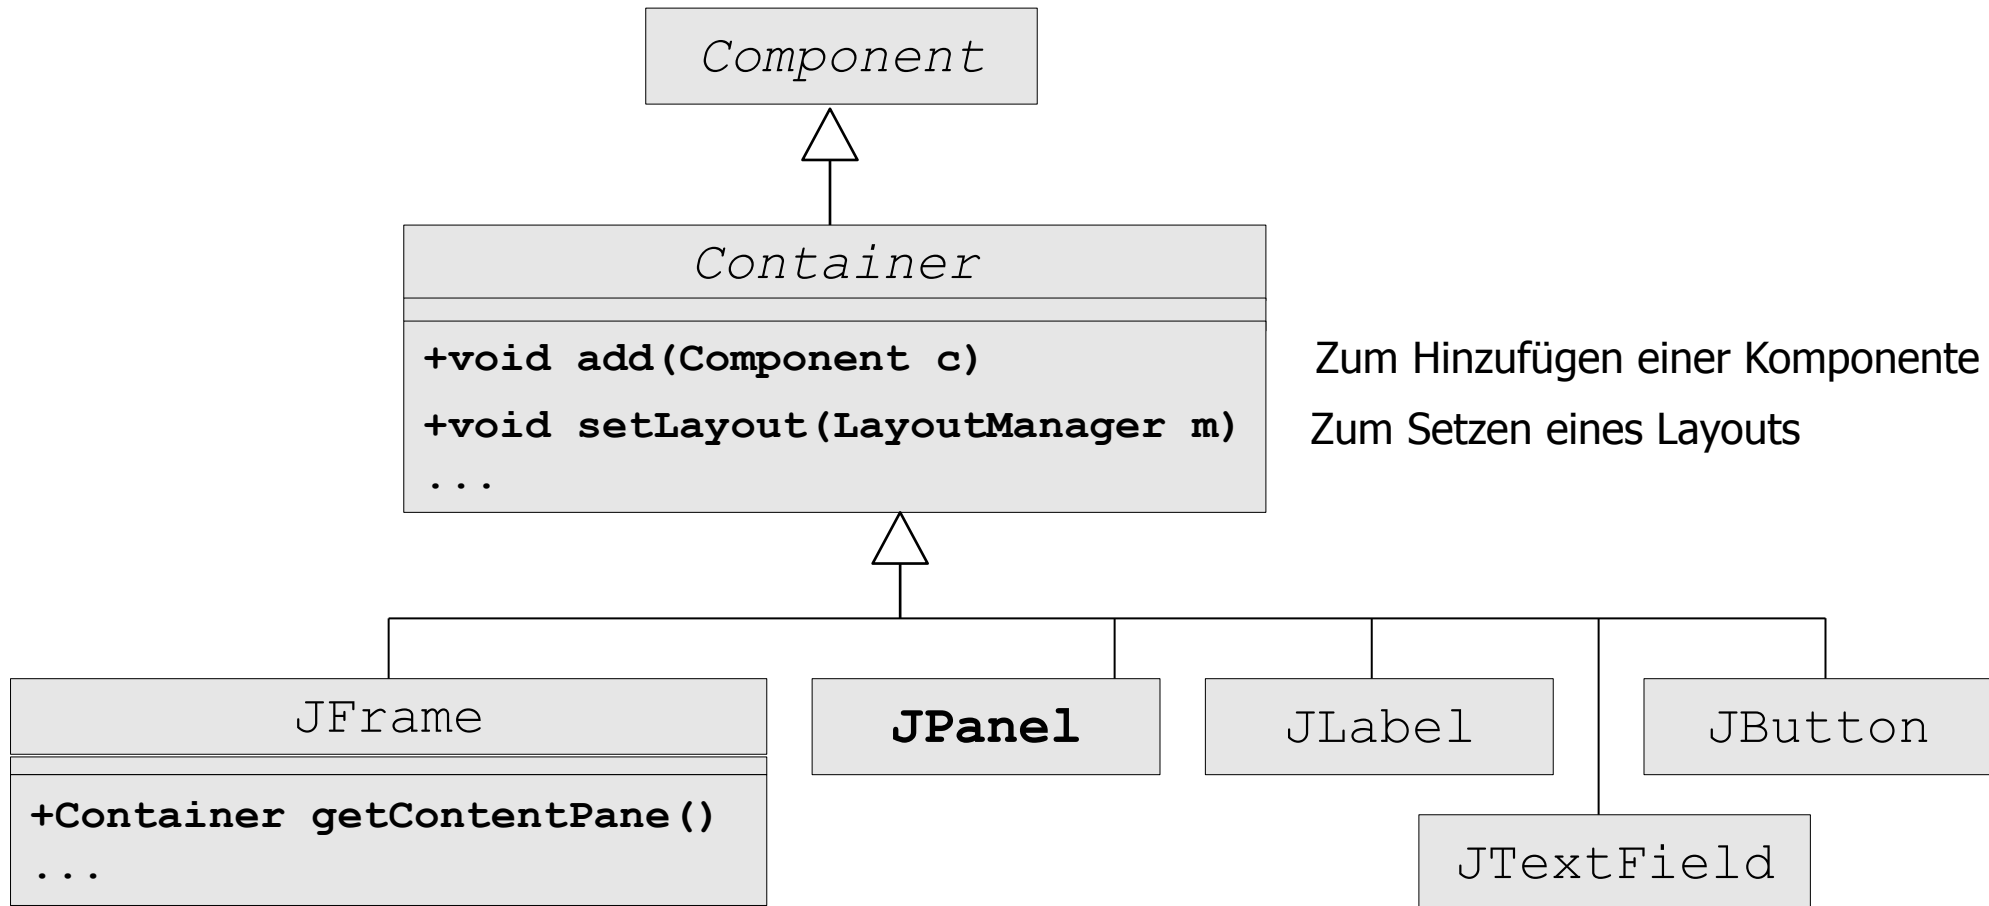 Component
Container
+void add(Component c)
Zum Hinzufügen einer Komponente
+void setLayout(LayoutManager m)
Zum Setzen eines Layouts
...
JFrame
JPanel
JLabel
JButton
+Container getContentPane()
...
JTextField